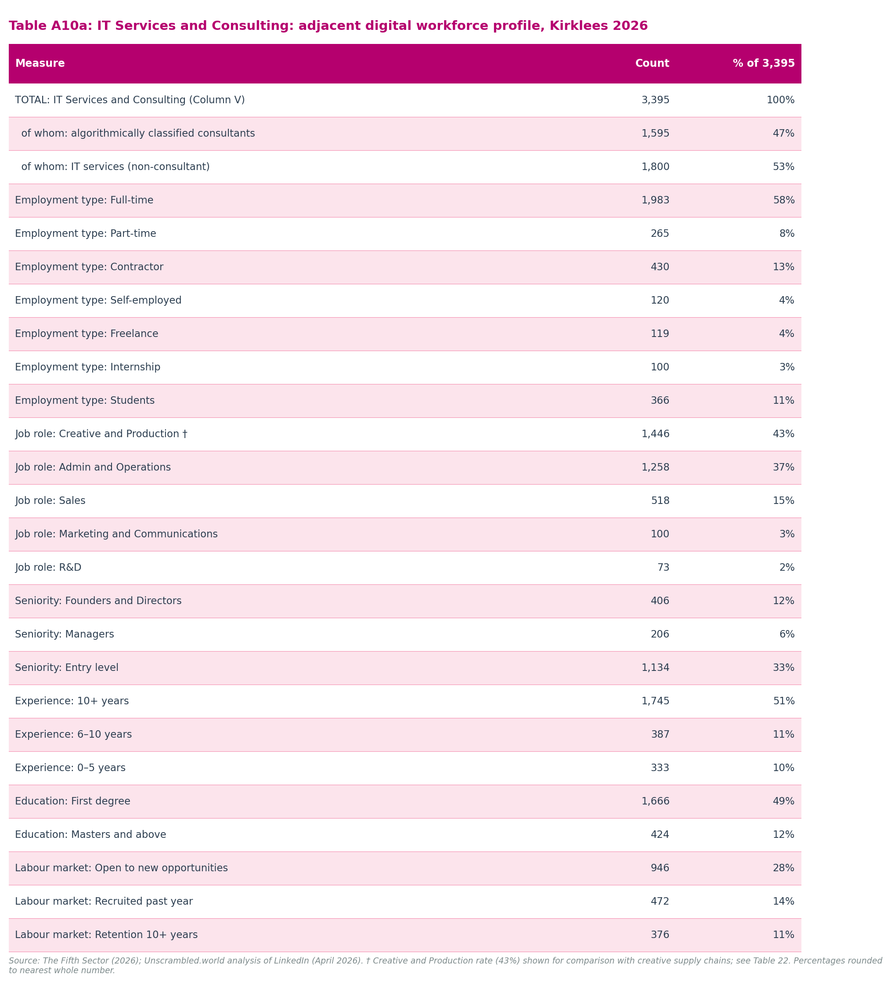 Table A10a: IT Services and Consulting: adjacent digital workforce profile, Kirklees 2026
Measure Count % of 3,395
TOTAL: IT Services and Consulting (Column V) 3,395 100%
of whom: algorithmically classified consultants 1,595 47%
of whom: IT services (non-consultant) 1,800 53%
Employment type: Full-time 1,983 58%
Employment type: Part-time 265 8%
Employment type: Contractor 430 13%
Employment type: Self-employed 120 4%
Employment type: Freelance 119 4%
Employment type: Internship 100 3%
Employment type: Students 366 11%
Job role: Creative and Production † 1,446 43%
Job role: Admin and Operations 1,258 37%
Job role: Sales 518 15%
Job role: Marketing and Communications 100 3%
Job role: R&D 73 2%
Seniority: Founders and Directors 406 12%
Seniority: Managers 206 6%
Seniority: Entry level 1,134 33%
Experience: 10+ years 1,745 51%
Experience: 6–10 years 387 11%
Experience: 0–5 years 333 10%
Education: First degree 1,666 49%
Education: Masters and above 424 12%
Labour market: Open to new opportunities 946 28%
Labour market: Recruited past year 472 14%
Labour market: Retention 10+ years 376 11%
Source: The Fifth Sector (2026); Unscrambled.world analysis of LinkedIn (April 2026). † Creative and Production rate (43%) shown for comparison with creative supply chains; see Table 22. Percentages rounded
to nearest whole number.